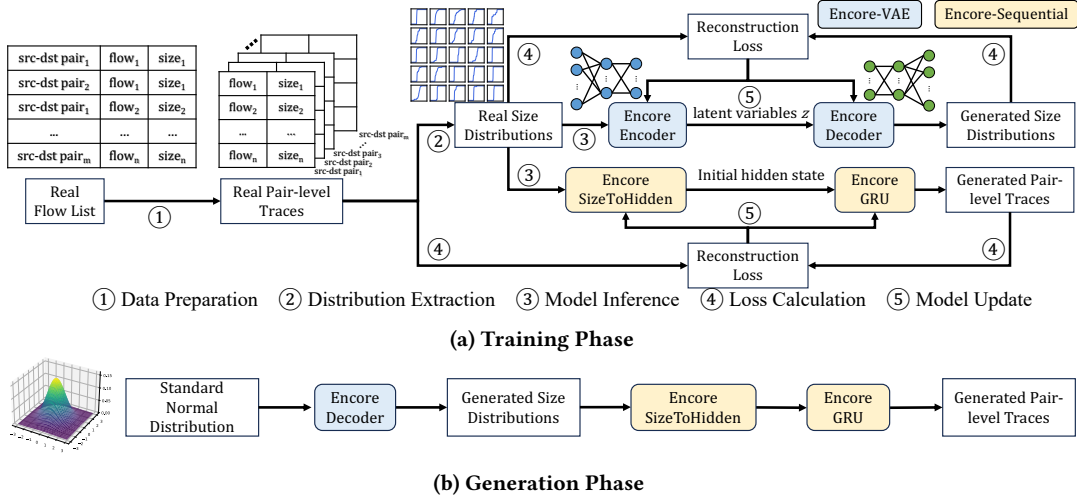 Encore-VAE
Encore-Sequential
src-dst pair₁ flow₁ size₁
src-dst pair₂ flow₁ size₁
src-dst pair₁ flow₂ size₂
... ... ...
src-dst pairₘ flowₙ sizeₙ
Real
Flow List
①
flow₁ size₁
flow₂ size₂
... ...
flowₙ sizeₙ
src-dst pairₘ
...
src-dst pair₃
src-dst pair₂
src-dst pair₁
Real Pair-level
Traces
②
Real Size
Distributions
④
Reconstruction
Loss
④
③
Encore
Encoder
⑤
latent variables z
Encore
Decoder
Generated Size
Distributions
③
Encore
SizeToHidden
Initial hidden state
Encore
GRU
Generated Pair-
level Traces
⑤
④
Reconstruction
Loss
④
① Data Preparation ② Distribution Extraction ③ Model Inference ④ Loss Calculation ⑤ Model Update
(a) Training Phase
Standard
Normal
Distribution
Encore
Decoder
Generated Size
Distributions
Encore
SizeToHidden
Encore
GRU
Generated Pair-
level Traces
(b) Generation Phase